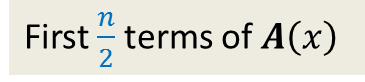 First n/2 terms of A(x)